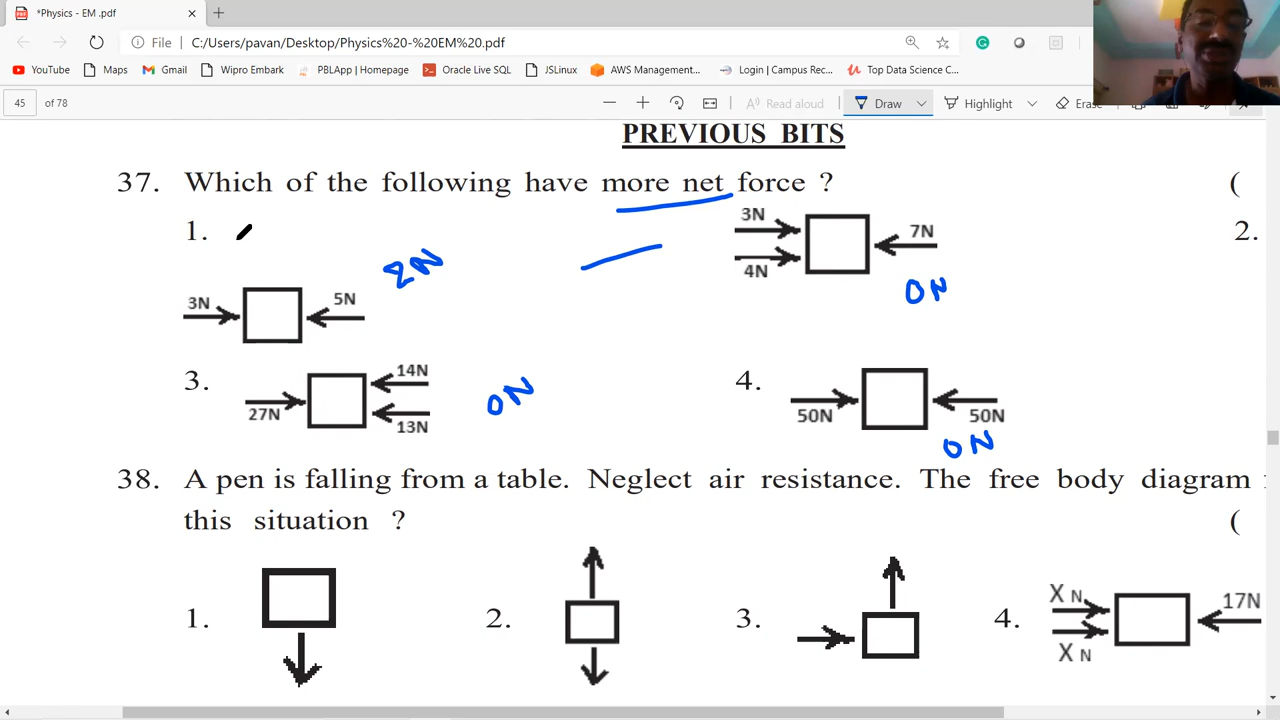 *Physics - EM .pdf
File C:/Users/pavan/Desktop/Physics%20-%20EM%20.pdf
YouTube Maps Gmail Wipro Embark PBLApp | Homepage Oracle Live SQL JSLinux AWS Management... Login | Campus Rec... Top Data Science C...
45 of 78 Read aloud Draw Highlight Erase
PREVIOUS BITS
37. Which of the following have more net force ? (
1. 3N 4N 7N 2.
2N 0N
3N 5N
3. 27N 14N 13N 0N 4. 50N 50N
0N
38. A pen is falling from a table. Neglect air resistance. The free body diagram
this situation ? (
1. 2. 3. 4. X N X N 17N